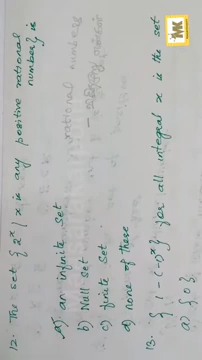 12. The set { 2ˣ / x is any positive rational
number } is
a) an infinite set
b) Null set
c) finite set
d) none of these
13. { 1 - (-1)ˣ } for all integral x is the set
a) { 0 }